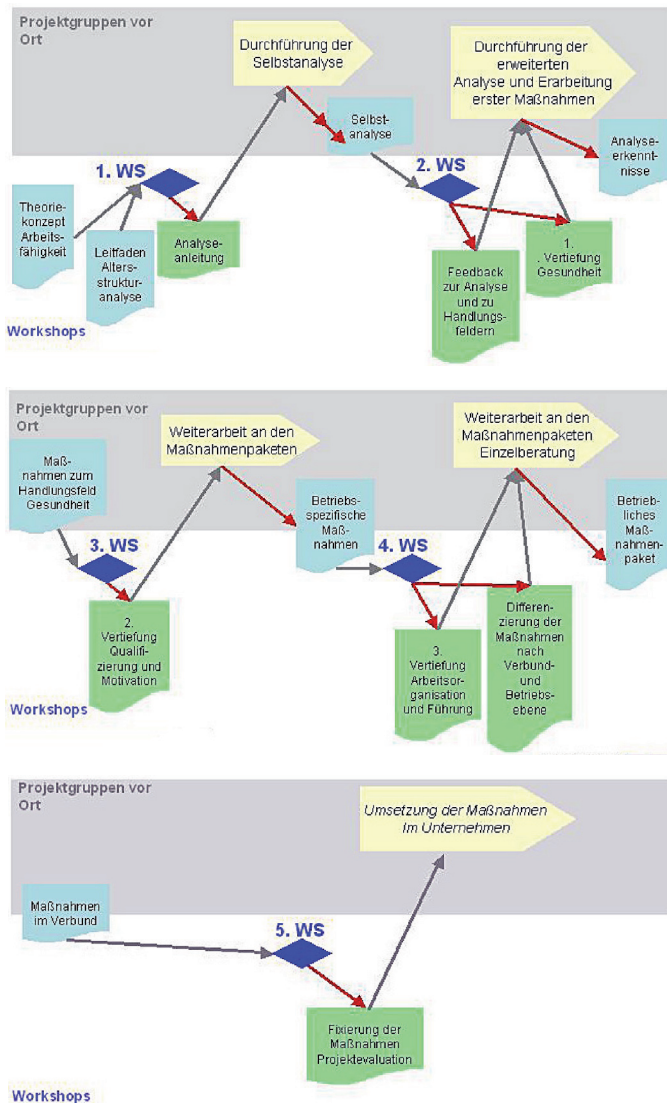 Projektgruppen vor
Ort
Durchführung der
Selbstanalyse
Durchführung der
erweiterten
Analyse und Erarbeitung
erster Maßnahmen
Selbst-
analyse
Analyse-
erkennt-
nisse
1. WS
2. WS
Theorie-
konzept
Arbeits-
fähigkeit
Leitfaden
Alters-
struktur-
analyse
Analyse-
anleitung
Feedback
zur Analyse
und zu
Handlungs-
feldern
1.
. Vertiefung
Gesundheit
Workshops
Projektgruppen vor
Ort
Maß-
nahmen zum
Handlungsfeld
Gesundheit
Weiterarbeit an den
Maßnahmenpaketen
Weiterarbeit an den
Maßnahmenpaketen
Einzelberatung
Betriebs-
spezifische
Maß-
nahmen
Betrieb-
liches
Maß-
nahmen-
paket
3. WS
4. WS
2.
Vertiefung
Qualifi-
zierung und
Motivation
3.
Vertiefung
Arbeitsor-
ganisation
und Führung
Differen-
zierung der
Maßnahmen
nach
Verbund-
und
Betriebs-
ebene
Workshops
Projektgruppen vor
Ort
Umsetzung der Maßnahmen
Im Unternehmen
Maßnahmen
im Verbund
5. WS
Fixierung der
Maßnahmen
Projektevaluation
Workshops